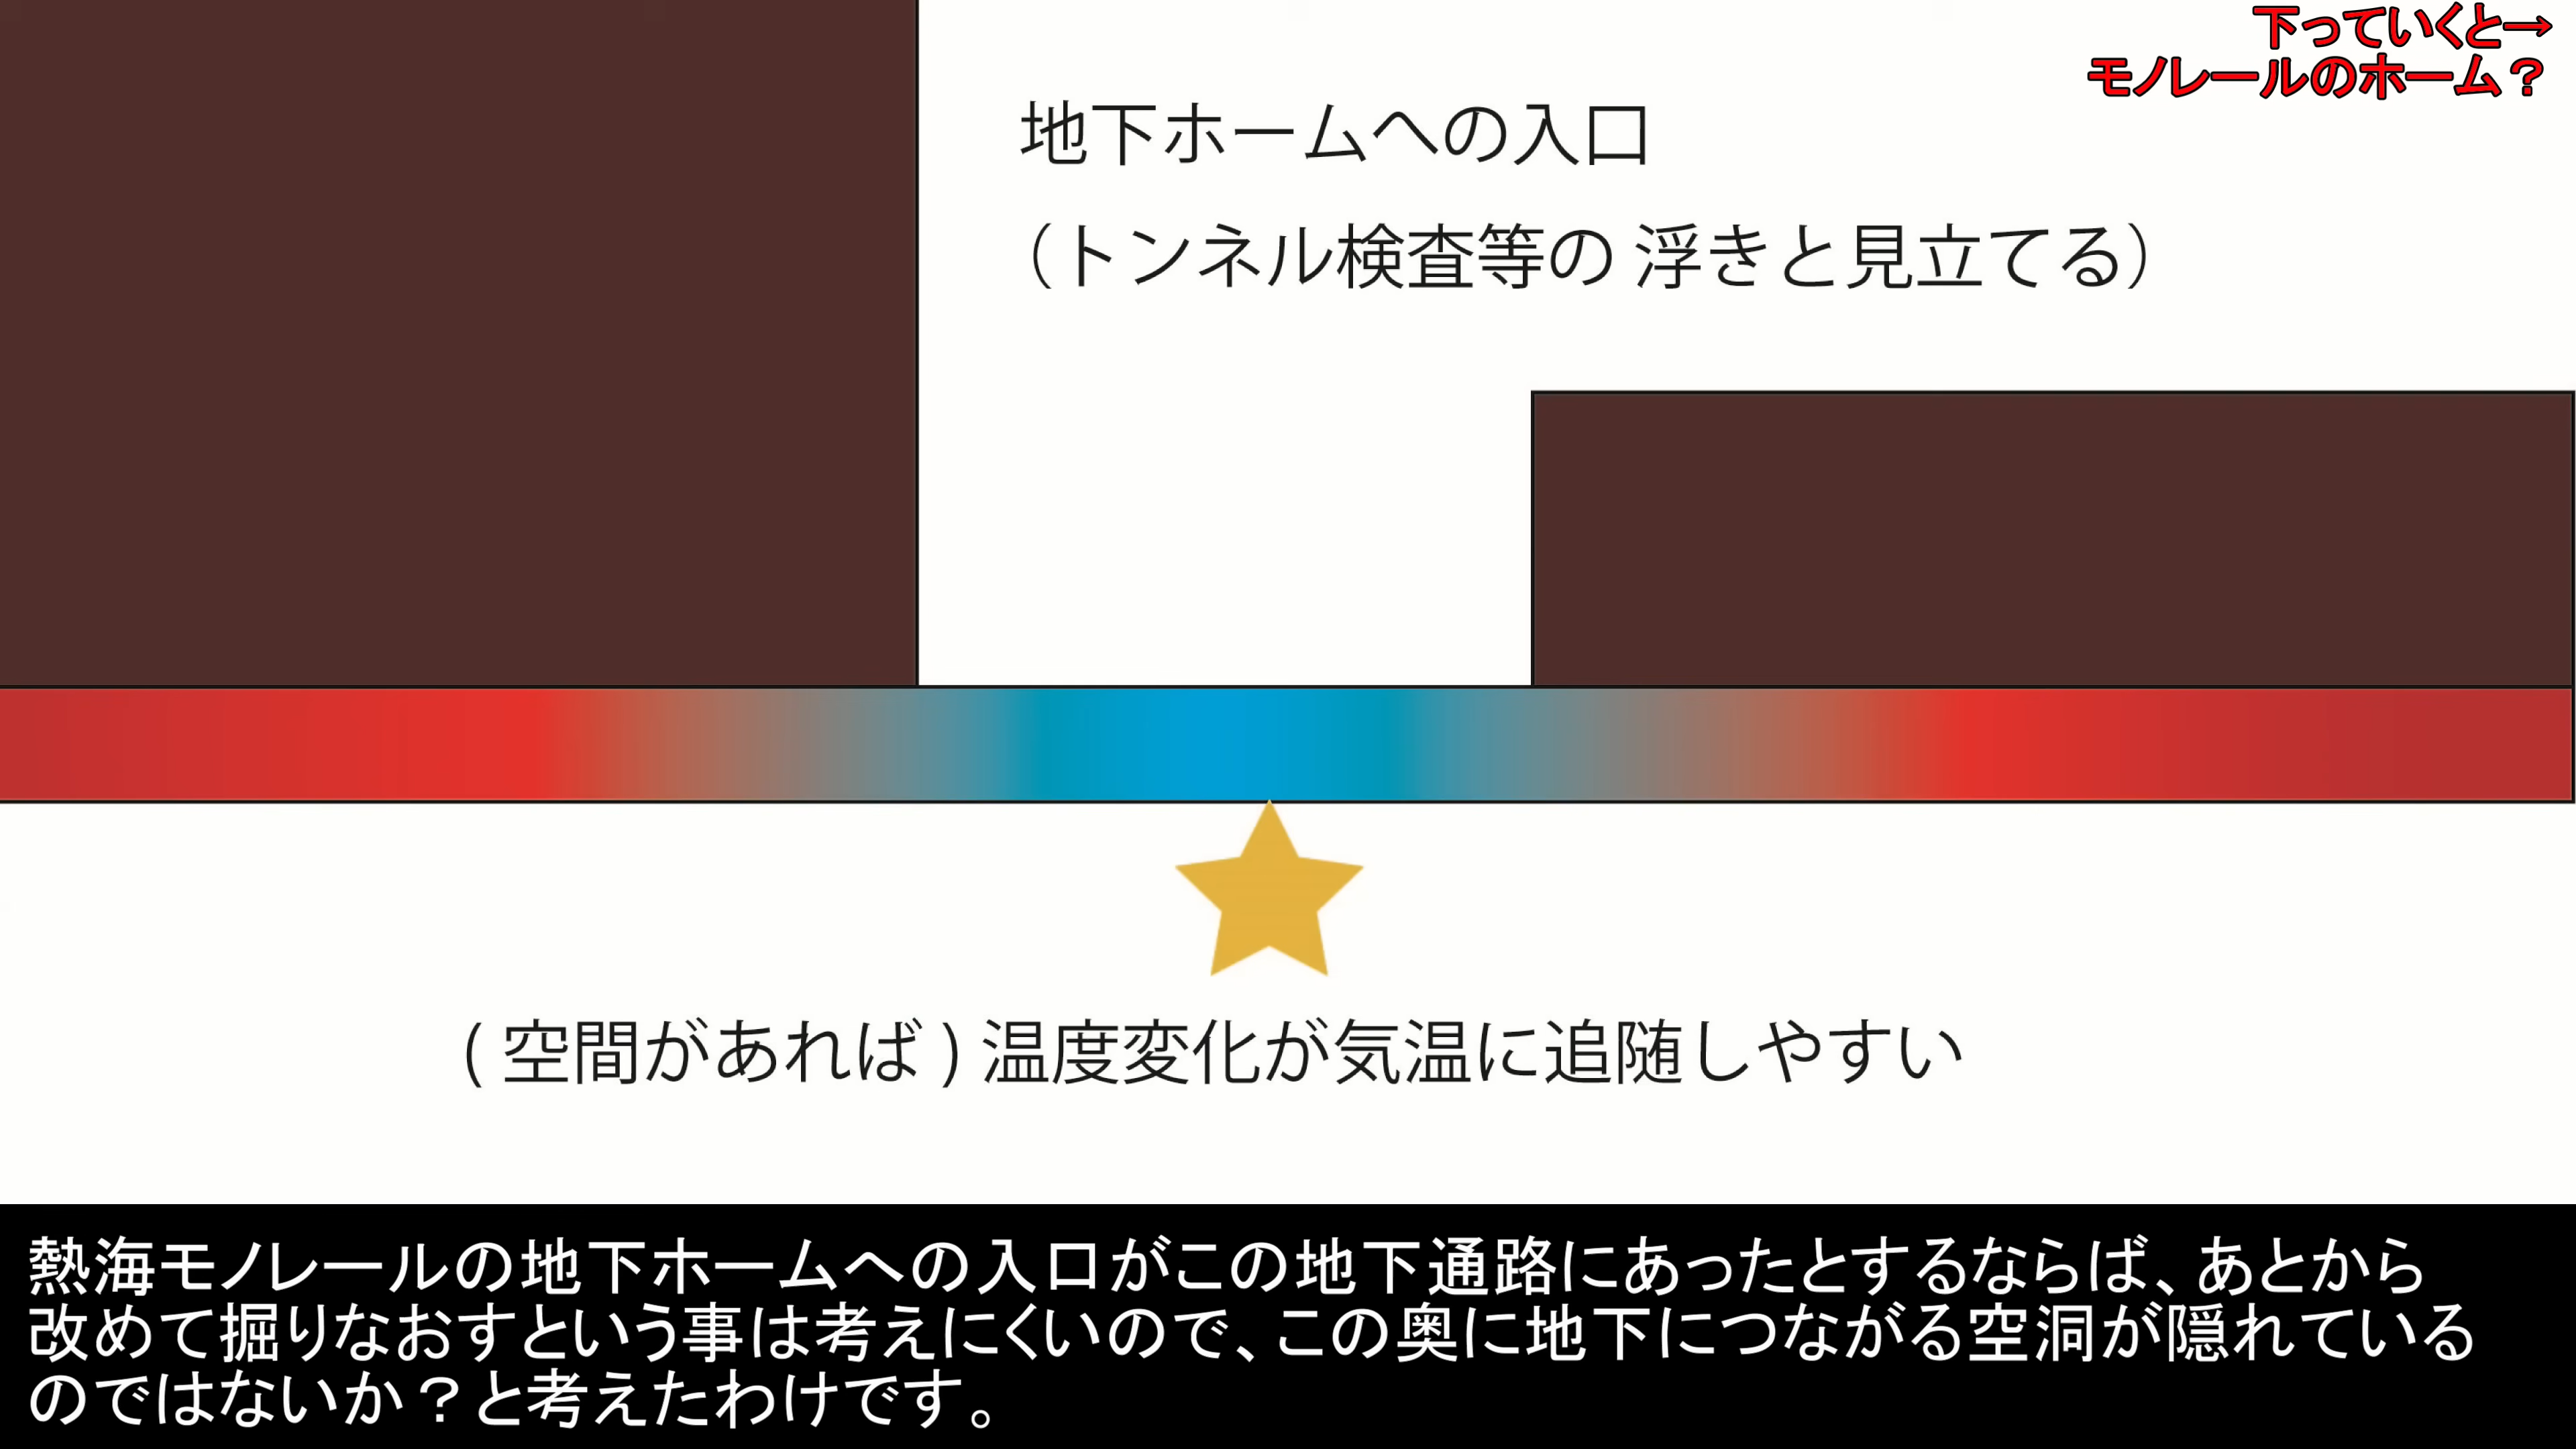 下っていくと→
モノレールのホーム？
地下ホームへの入口
（トンネル検査等の 浮きと見立てる）
( 空間があれば ) 温度変化が気温に追随しやすい
熱海モノレールの地下ホームへの入口がこの地下通路にあったとするならば、あとから
改めて掘りなおすという事は考えにくいので、この奥に地下につながる空洞が隠れている
のではないか？と考えたわけです。